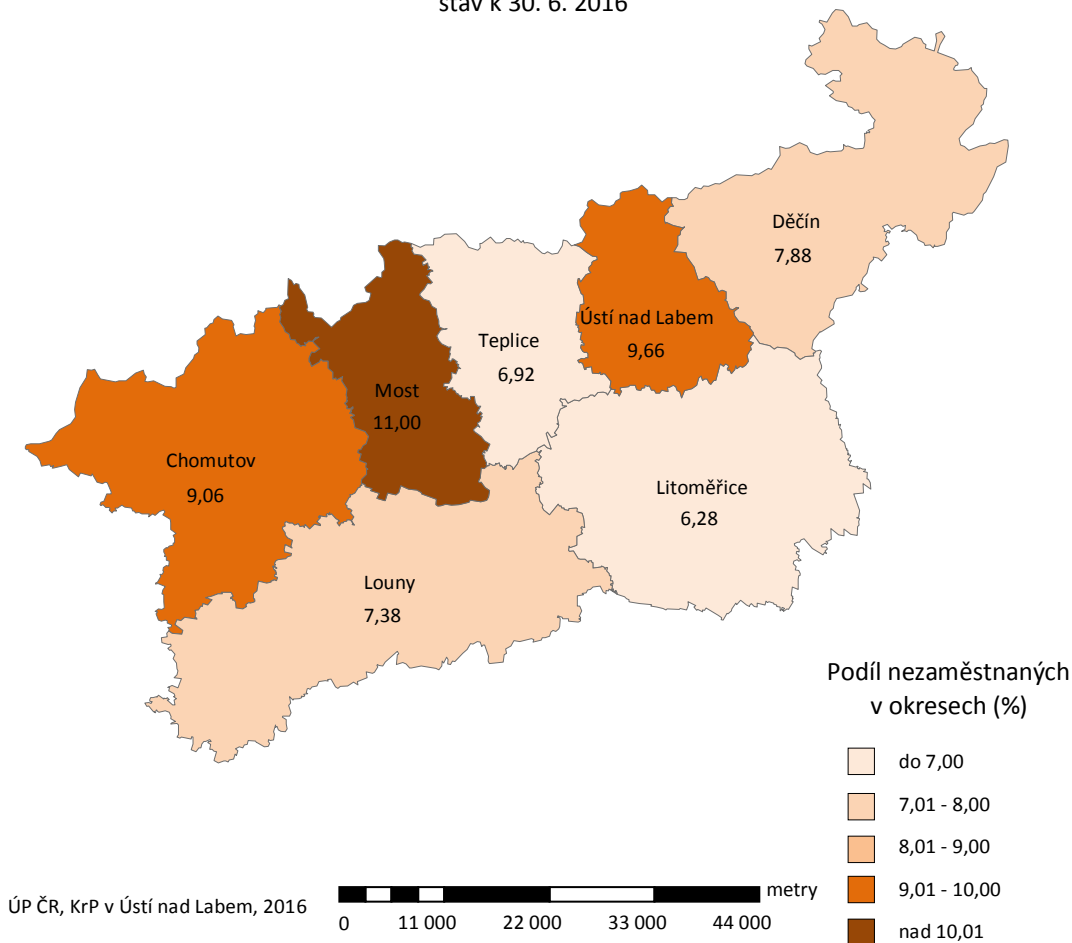 stav k 30. 6. 2016
Děčín
7,88
Ústí nad Labem
9,66
Teplice
6,92
Most
11,00
Chomutov
9,06
Litoměřice
6,28
Louny
7,38
Podíl nezaměstnaných
v okresech (%)
do 7,00
7,01 - 8,00
8,01 - 9,00
9,01 - 10,00
nad 10,01
ÚP ČR, KrP v Ústí nad Labem, 2016
metry
0 11 000 22 000 33 000 44 000